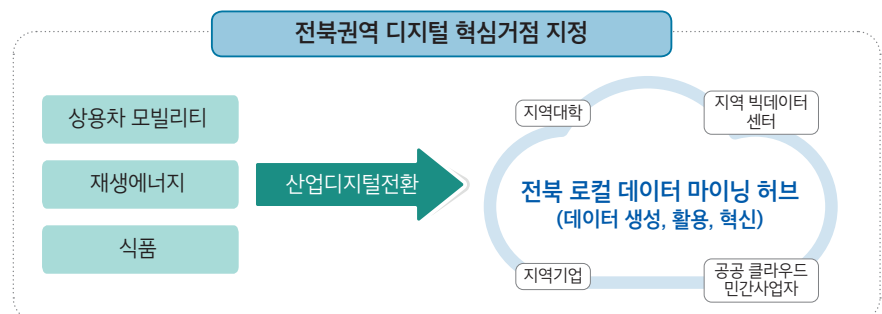 전북권역 디지털 혁심거점 지정
상용차 모빌리티
재생에너지
식품
산업디지털전환
지역대학
지역 빅데이터
센터
전북 로컬 데이터 마이닝 허브
(데이터 생성, 활용, 혁신)
지역기업
공공 클라우드
민간사업자